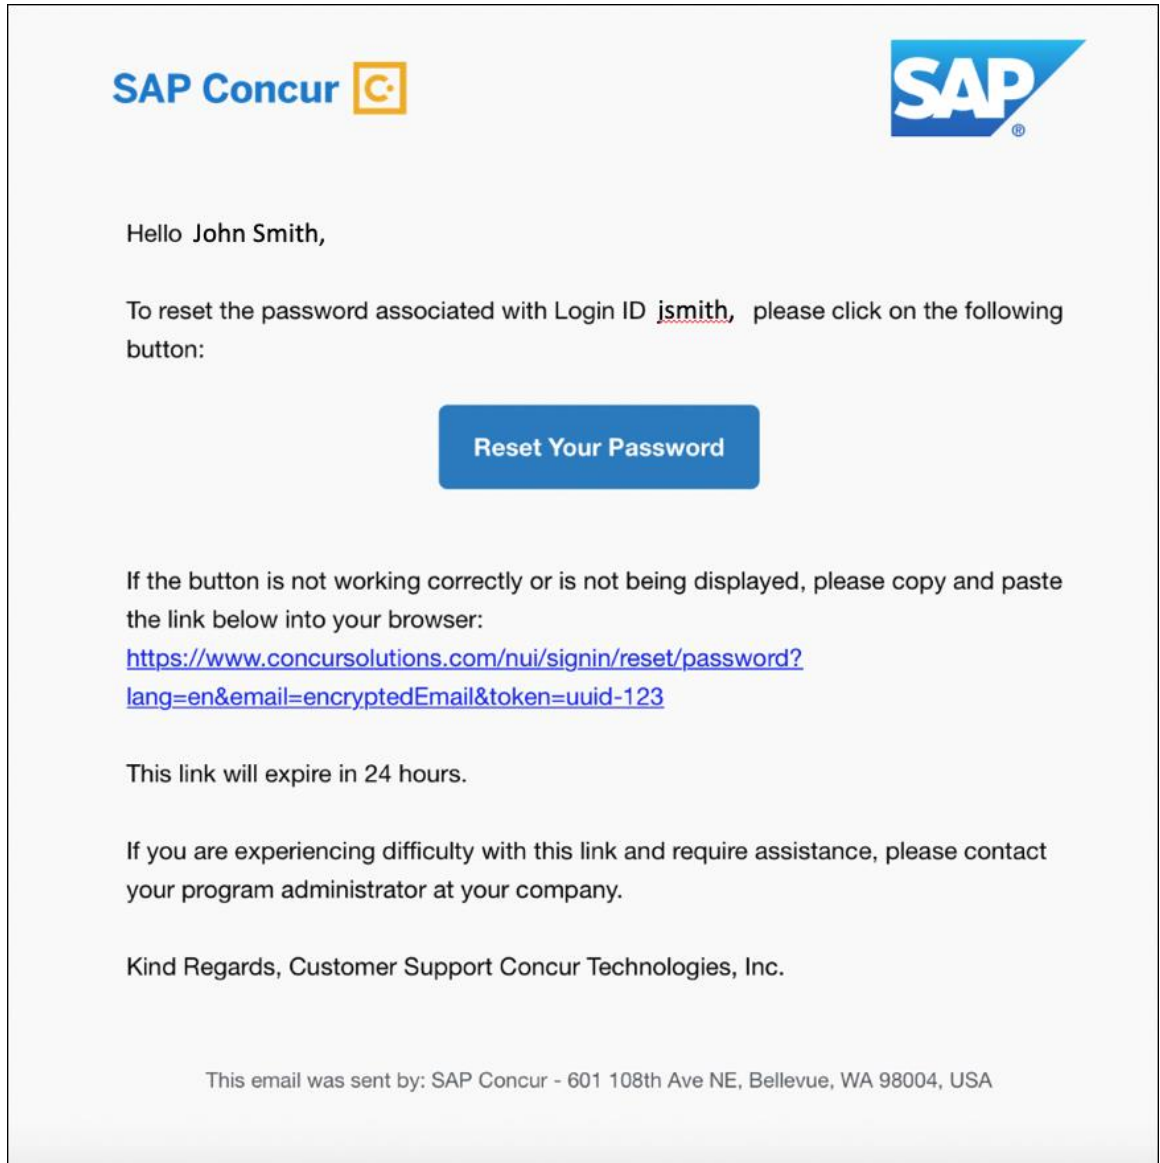 SAP Concur C.
SAP
®
Hello John Smith,
To reset the password associated with Login ID jsmith, please click on the following
button:
Reset Your Password
If the button is not working correctly or is not being displayed, please copy and paste
the link below into your browser:
https://www.concursolutions.com/nui/signin/reset/password?
lang=en&email=encryptedEmail&token=uuid-123
This link will expire in 24 hours.
If you are experiencing difficulty with this link and require assistance, please contact
your program administrator at your company.
Kind Regards, Customer Support Concur Technologies, Inc.
This email was sent by: SAP Concur - 601 108th Ave NE, Bellevue, WA 98004, USA